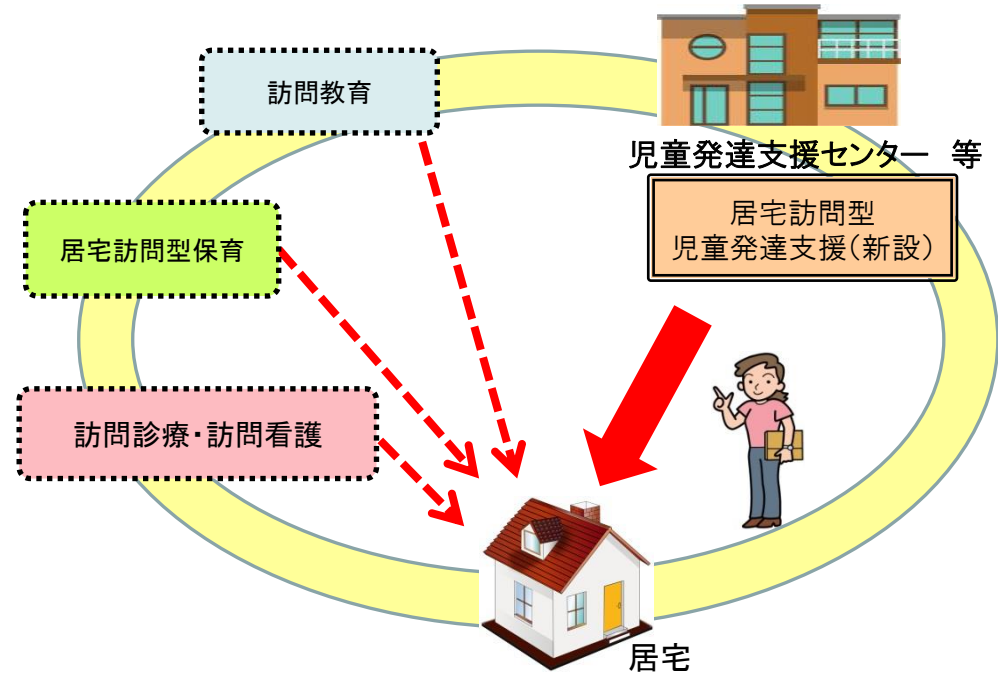 訪問教育
児童発達支援センター 等
居宅訪問型
児童発達支援(新設)
居宅訪問型保育
訪問診療・訪問看護
居宅